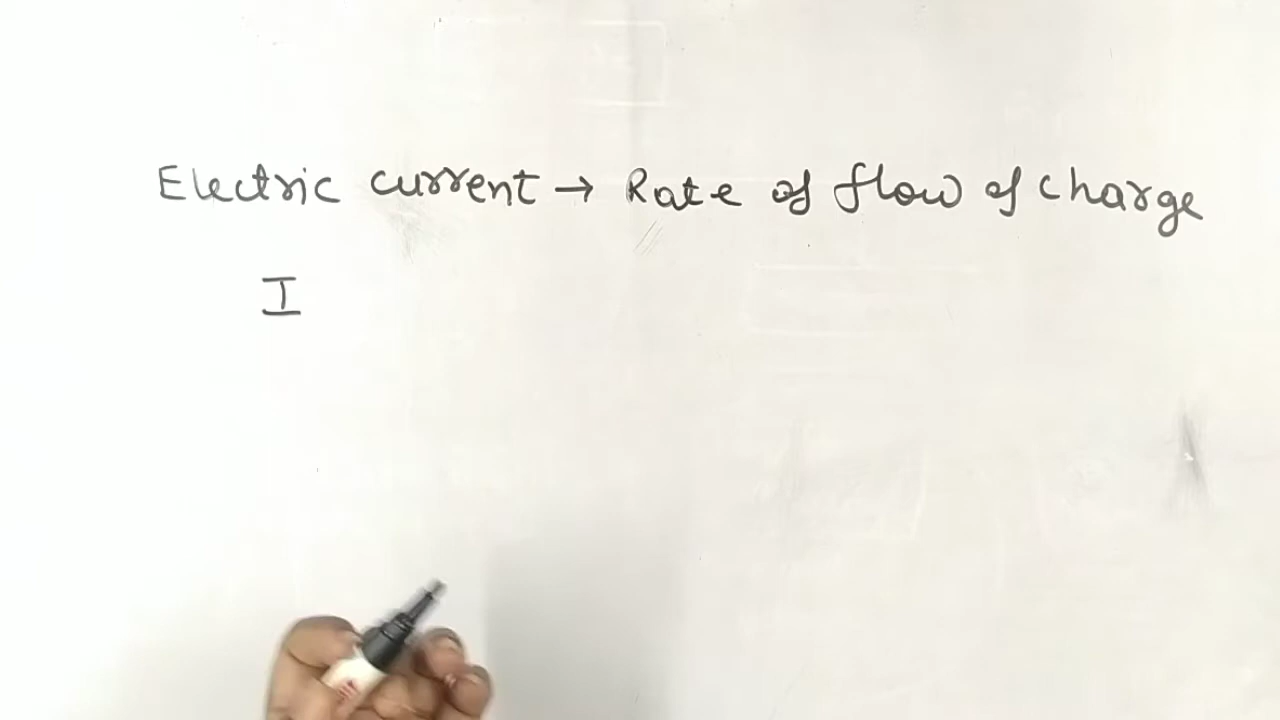 Electric current → Rate of flow of charge
I